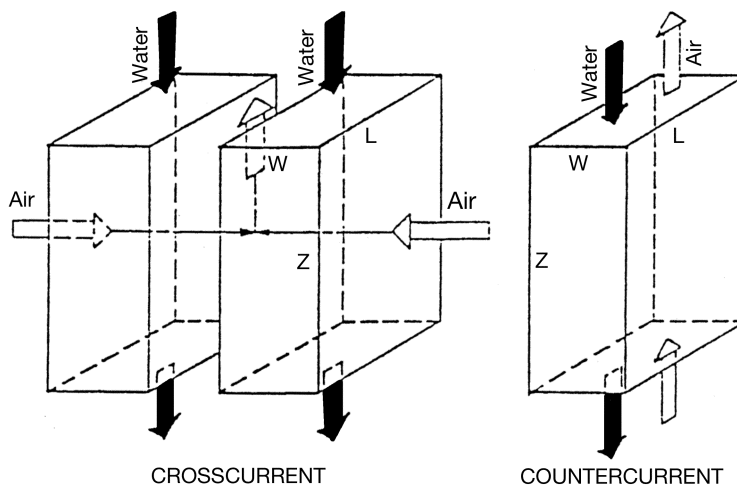 Water
Water
Water
Air
L
W
L
W
Air
Air
Z
Z
CROSSCURRENT
COUNTERCURRENT